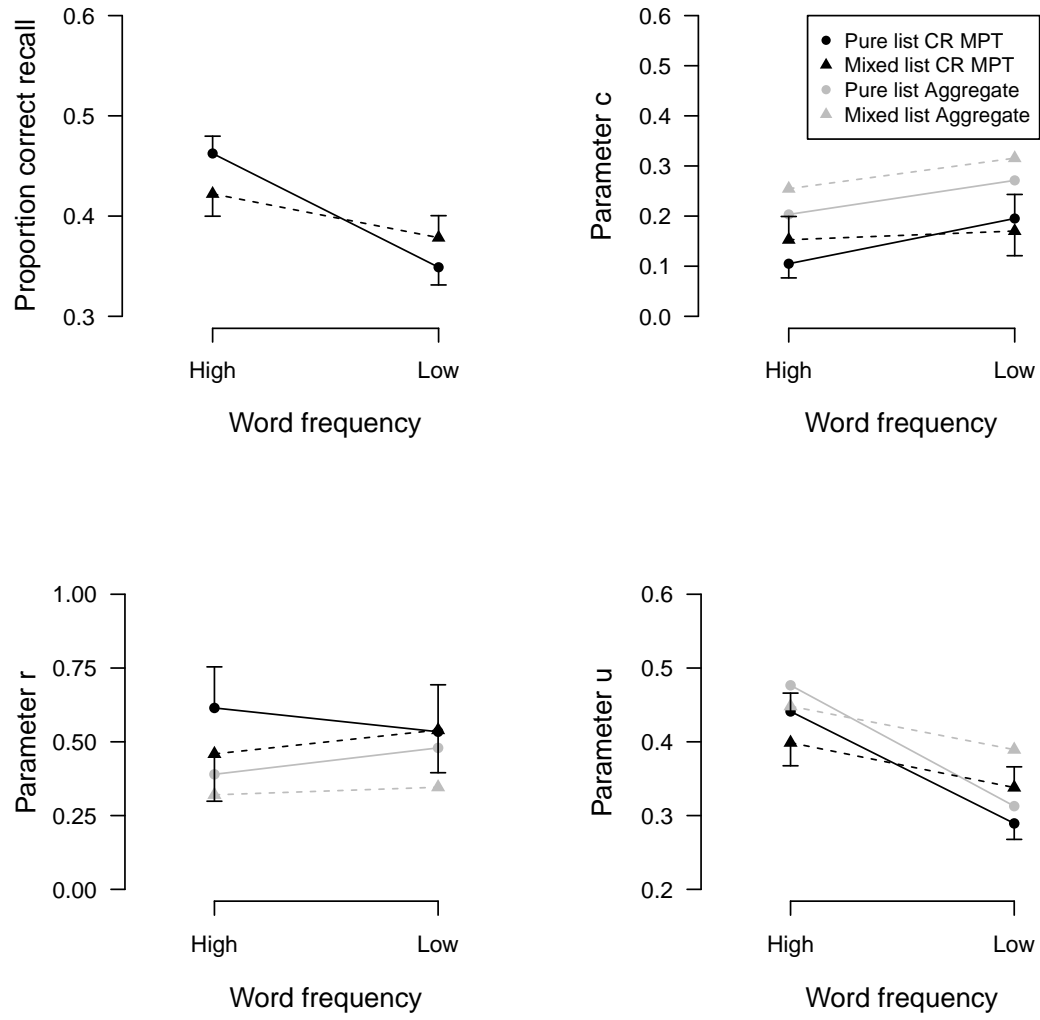 Proportion correct recall
0.6
0.5
0.4
0.3
High
Low
Word frequency
Parameter c
0.6
0.5
0.4
0.3
0.2
0.1
0.0
Pure list CR MPT
Mixed list CR MPT
Pure list Aggregate
Mixed list Aggregate
High
Low
Word frequency
Parameter r
1.00
0.75
0.50
0.25
0.00
High
Low
Word frequency
Parameter u
0.6
0.5
0.4
0.3
0.2
High
Low
Word frequency